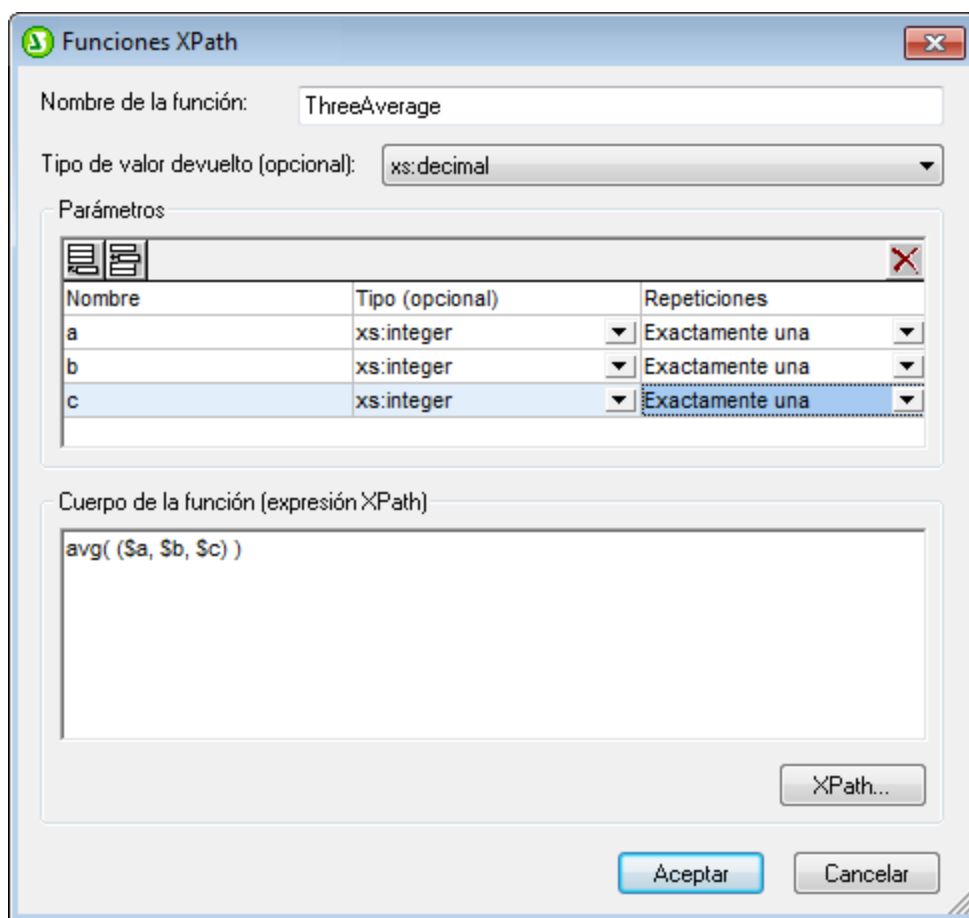 Funciones XPath
Nombre de la función: ThreeAverage
Tipo de valor devuelto (opcional): xs:decimal
Parámetros
Nombre Tipo (opcional) Repeticiones
a xs:integer Exactamente una
b xs:integer Exactamente una
c xs:integer Exactamente una
Cuerpo de la función (expresión XPath)
avg( ($a, $b, $c) )
XPath...
Aceptar Cancelar